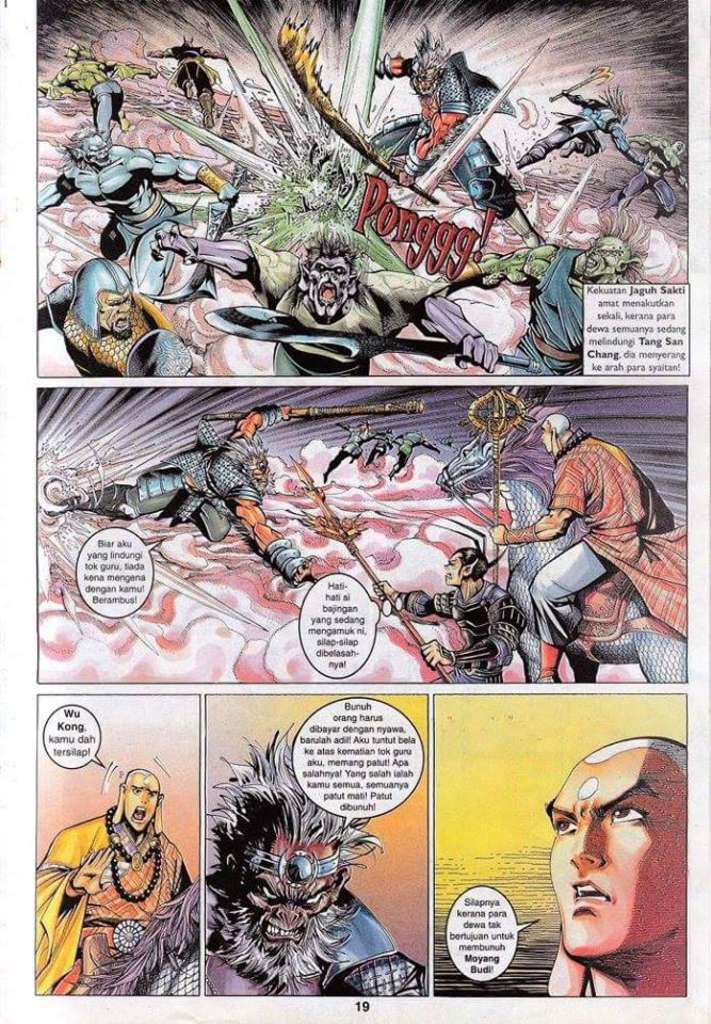 Ponggg!
Kekuatan Jaguh Sakti
amat menakutkan
sekali, kerana para
dewa semuanya sedang
melindungi Tang San
Chang, dia menyerang
ke arah para syaitan!
Biar aku
yang lindungi
tok guru, tiada
kena mengena
dengan kamu!
Berambus!
Hati-
hati si
bajingan
yang sedang
mengamuk ni,
silap-silap
dibelasah-
nya!
Wu
Kong,
kamu dah
tersilap!
Bunuh
orang harus
dibayar dengan nyawa,
barulah adil! Aku tuntut bela
ke atas kematian tok guru
aku, memang patut! Apa
salahnya! Yang salah ialah
kamu semua, semuanya
patut mati! Patut
dibunuh!
Silapnya
kerana para
dewa tak
bertujuan untuk
membunuh
Moyang
Budi!
19